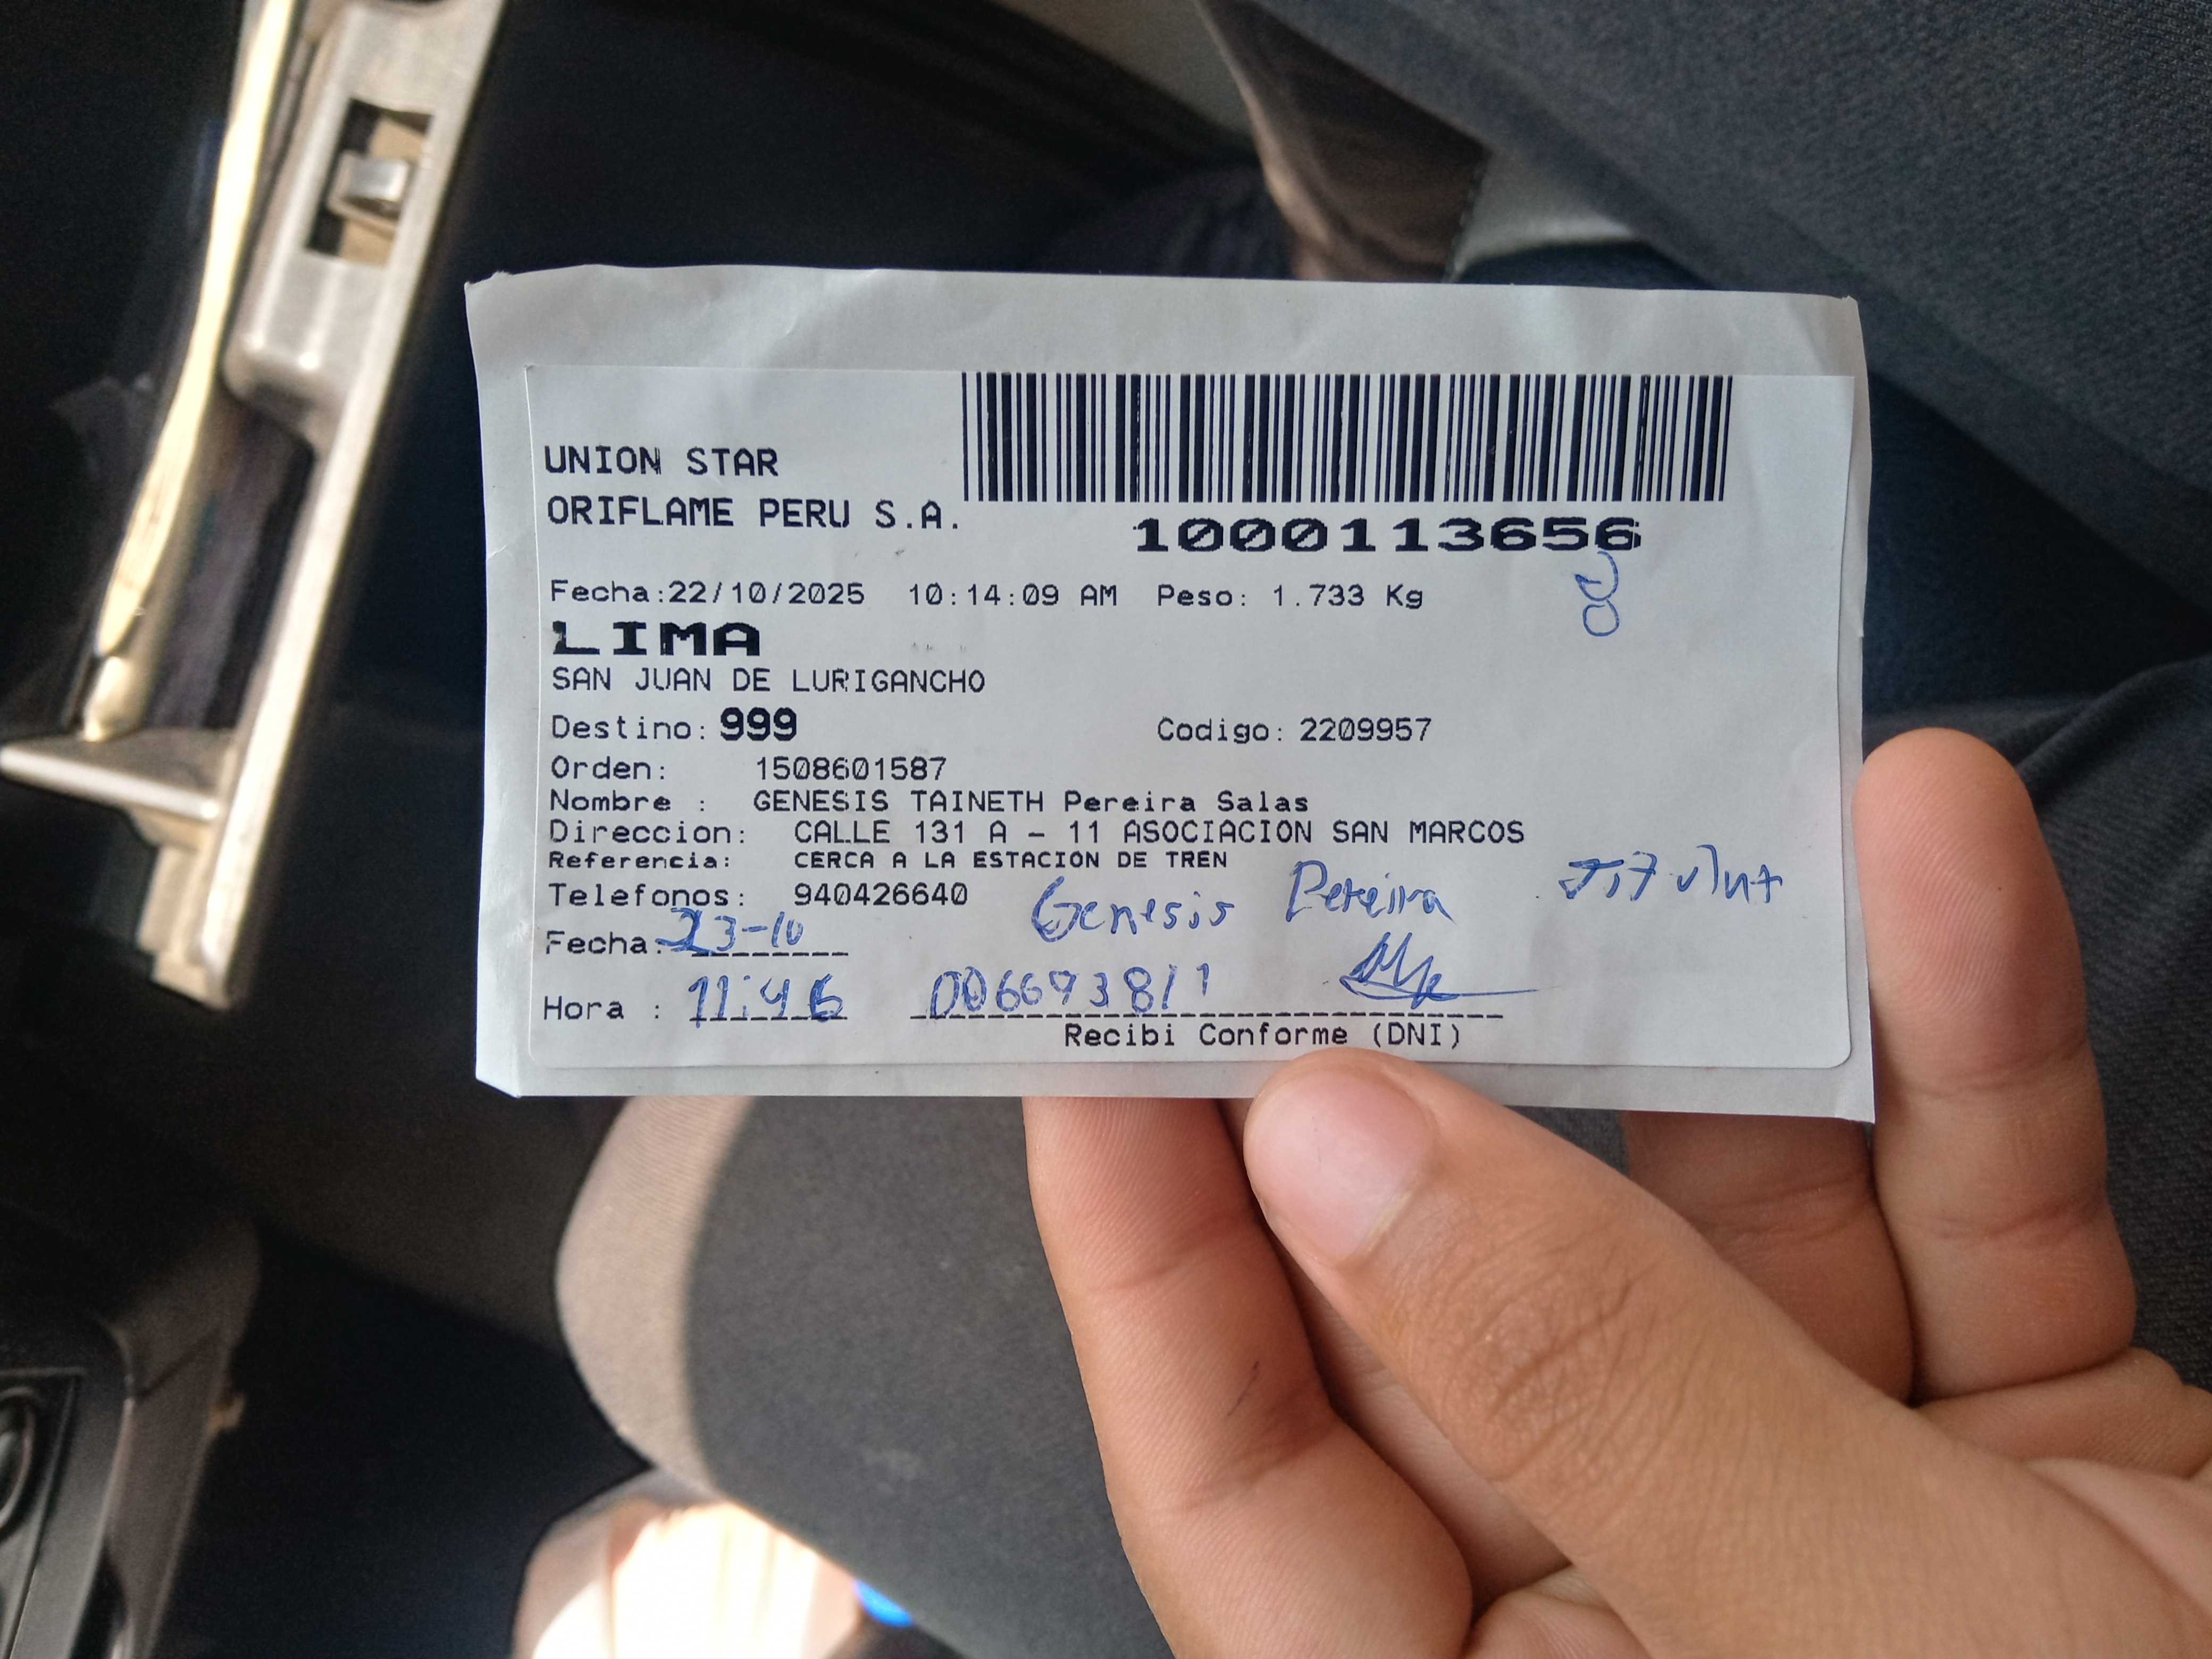 UNION STAR
ORIFLAME PERU S.A.
1000113656
Fecha:22/10/2025 10:14:09 AM Peso: 1.733 Kg
LIMA
SAN JUAN DE LURIGANCHO
Destino: 999 Codigo: 2209957
Orden: 1508601587
Nombre : GENESIS TAINETH Pereira Salas
Direccion: CALLE 131 A - 11 ASOCIACION SAN MARCOS
Referencia: CERCA A LA ESTACION DE TREN
Telefonos: 940426640
Genesis Pereira
Fecha: 23-10
Hora : 11:46
Recibi Conforme (DNI)